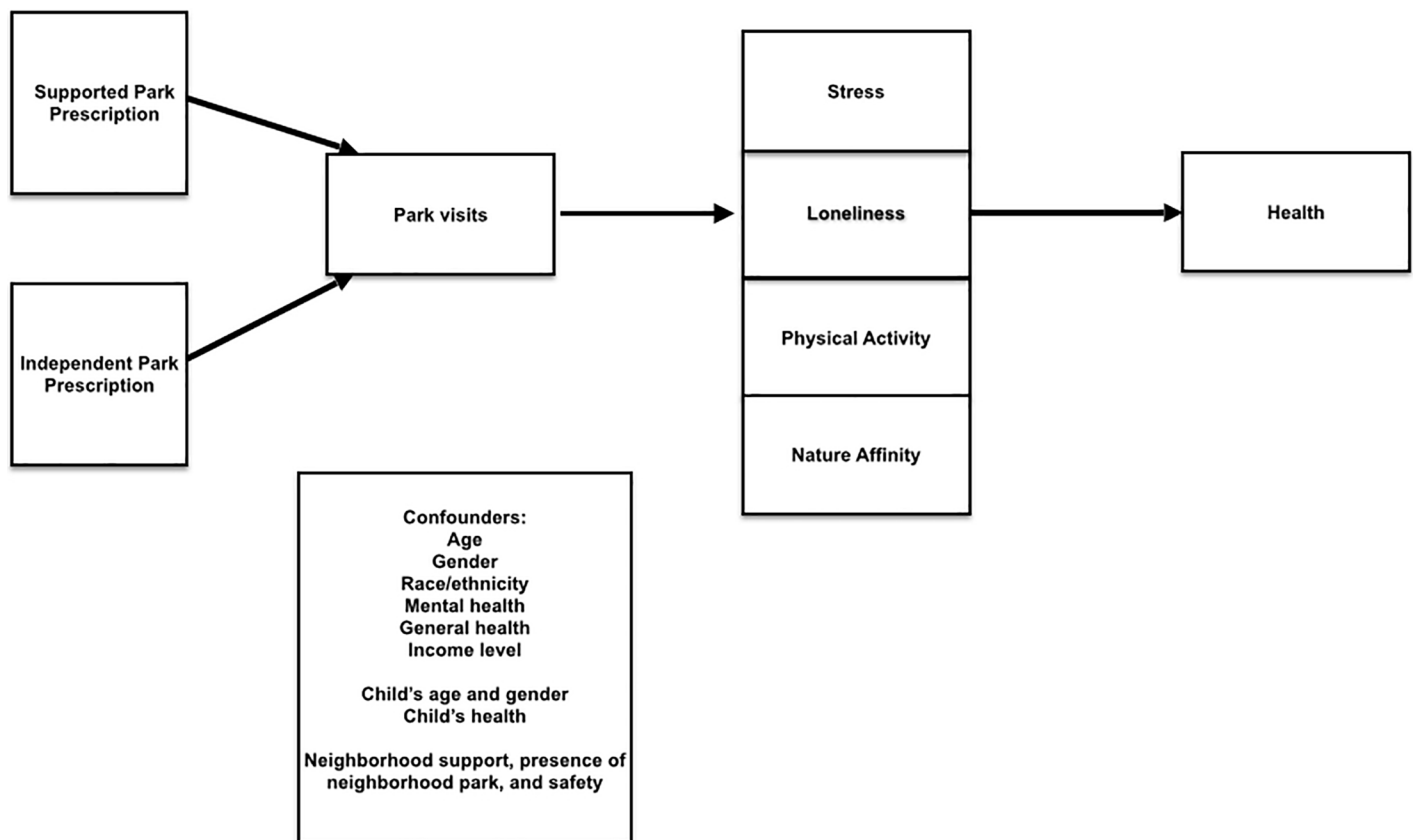 Supported Park
Prescription
Independent Park
Prescription
Park visits
Stress
Loneliness
Physical Activity
Nature Affinity
Health
Confounders:
Age
Gender
Race/ethnicity
Mental health
General health
Income level
Child’s age and gender
Child’s health
Neighborhood support, presence of
neighborhood park, and safety